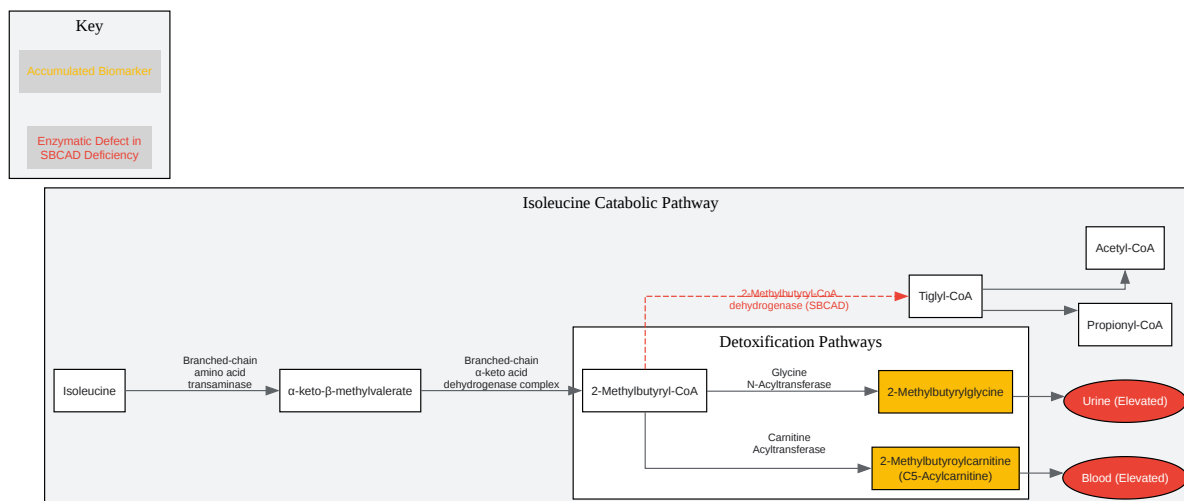 Key
Accumulated Biomarker
Enzymatic Defect in
SBCAD Deficiency
Isoleucine Catabolic Pathway
Acetyl-CoA
2-Methylbutyryl-CoA
dehydrogenase (SBCAD)
Tiglyl-CoA
Propionyl-CoA
Detoxification Pathways
Isoleucine
Branched-chain
amino acid
transaminase
α-keto-β-methylvalerate
Branched-chain
α-keto acid
dehydrogenase complex
2-Methylbutyryl-CoA
Glycine
N-Acyltransferase
2-Methylbutyrylglycine
Urine (Elevated)
Carnitine
Acyltransferase
2-Methylbutyroylcarnitine
(C5-Acylcarnitine)
Blood (Elevated)